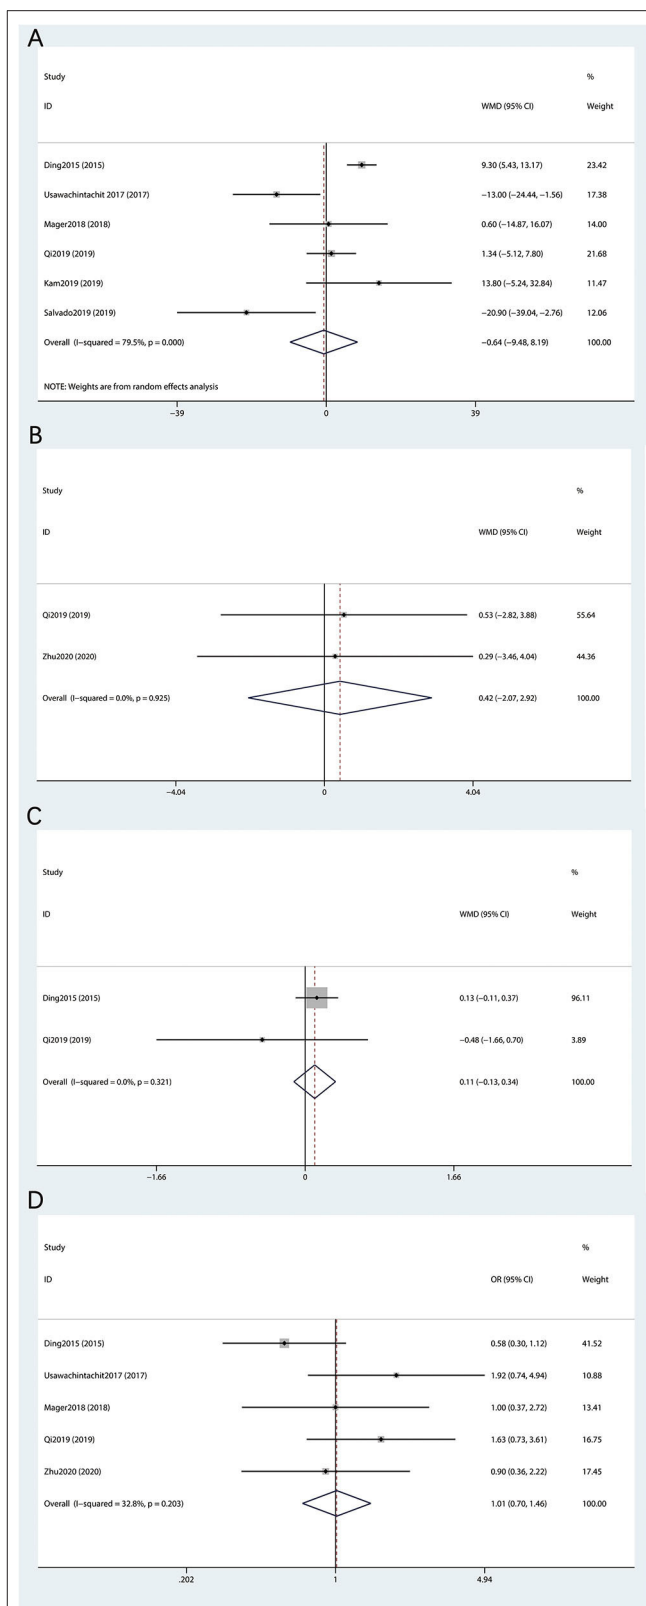 A
Study %
ID WMD (95% CI) Weight
Ding2015 (2015) 9.30 (5.43, 13.17) 23.42
Usawachintachit 2017 (2017) −13.00 (−24.44, −1.56) 17.38
Mager2018 (2018) 0.60 (−14.87, 16.07) 14.00
Qi2019 (2019) 1.34 (−5.12, 7.80) 21.68
Kam2019 (2019) 13.80 (−5.24, 32.84) 11.47
Salvado2019 (2019) −20.90 (−39.04, −2.76) 12.06
Overall (I−squared = 79.5%, p = 0.000) −0.64 (−9.48, 8.19) 100.00
NOTE: Weights are from random effects analysis
−39 0 39
B
Study %
ID WMD (95% CI) Weight
Qi2019 (2019) 0.53 (−2.82, 3.88) 55.64
Zhu2020 (2020) 0.29 (−3.46, 4.04) 44.36
Overall (I−squared = 0.0%, p = 0.925) 0.42 (−2.07, 2.92) 100.00
−4.04 0 4.04
C
Study %
ID WMD (95% CI) Weight
Ding2015 (2015) 0.13 (−0.11, 0.37) 96.11
Qi2019 (2019) −0.48 (−1.66, 0.70) 3.89
Overall (I−squared = 0.0%, p = 0.321) 0.11 (−0.13, 0.34) 100.00
−1.66 0 1.66
D
Study %
ID OR (95% CI) Weight
Ding2015 (2015) 0.58 (0.30, 1.12) 41.52
Usawachintachit2017 (2017) 1.92 (0.74, 4.94) 10.88
Mager2018 (2018) 1.00 (0.37, 2.72) 13.41
Qi2019 (2019) 1.63 (0.73, 3.61) 16.75
Zhu2020 (2020) 0.90 (0.36, 2.22) 17.45
Overall (I−squared = 32.8%, p = 0.203) 1.01 (0.70, 1.46) 100.00
.202 1 4.94